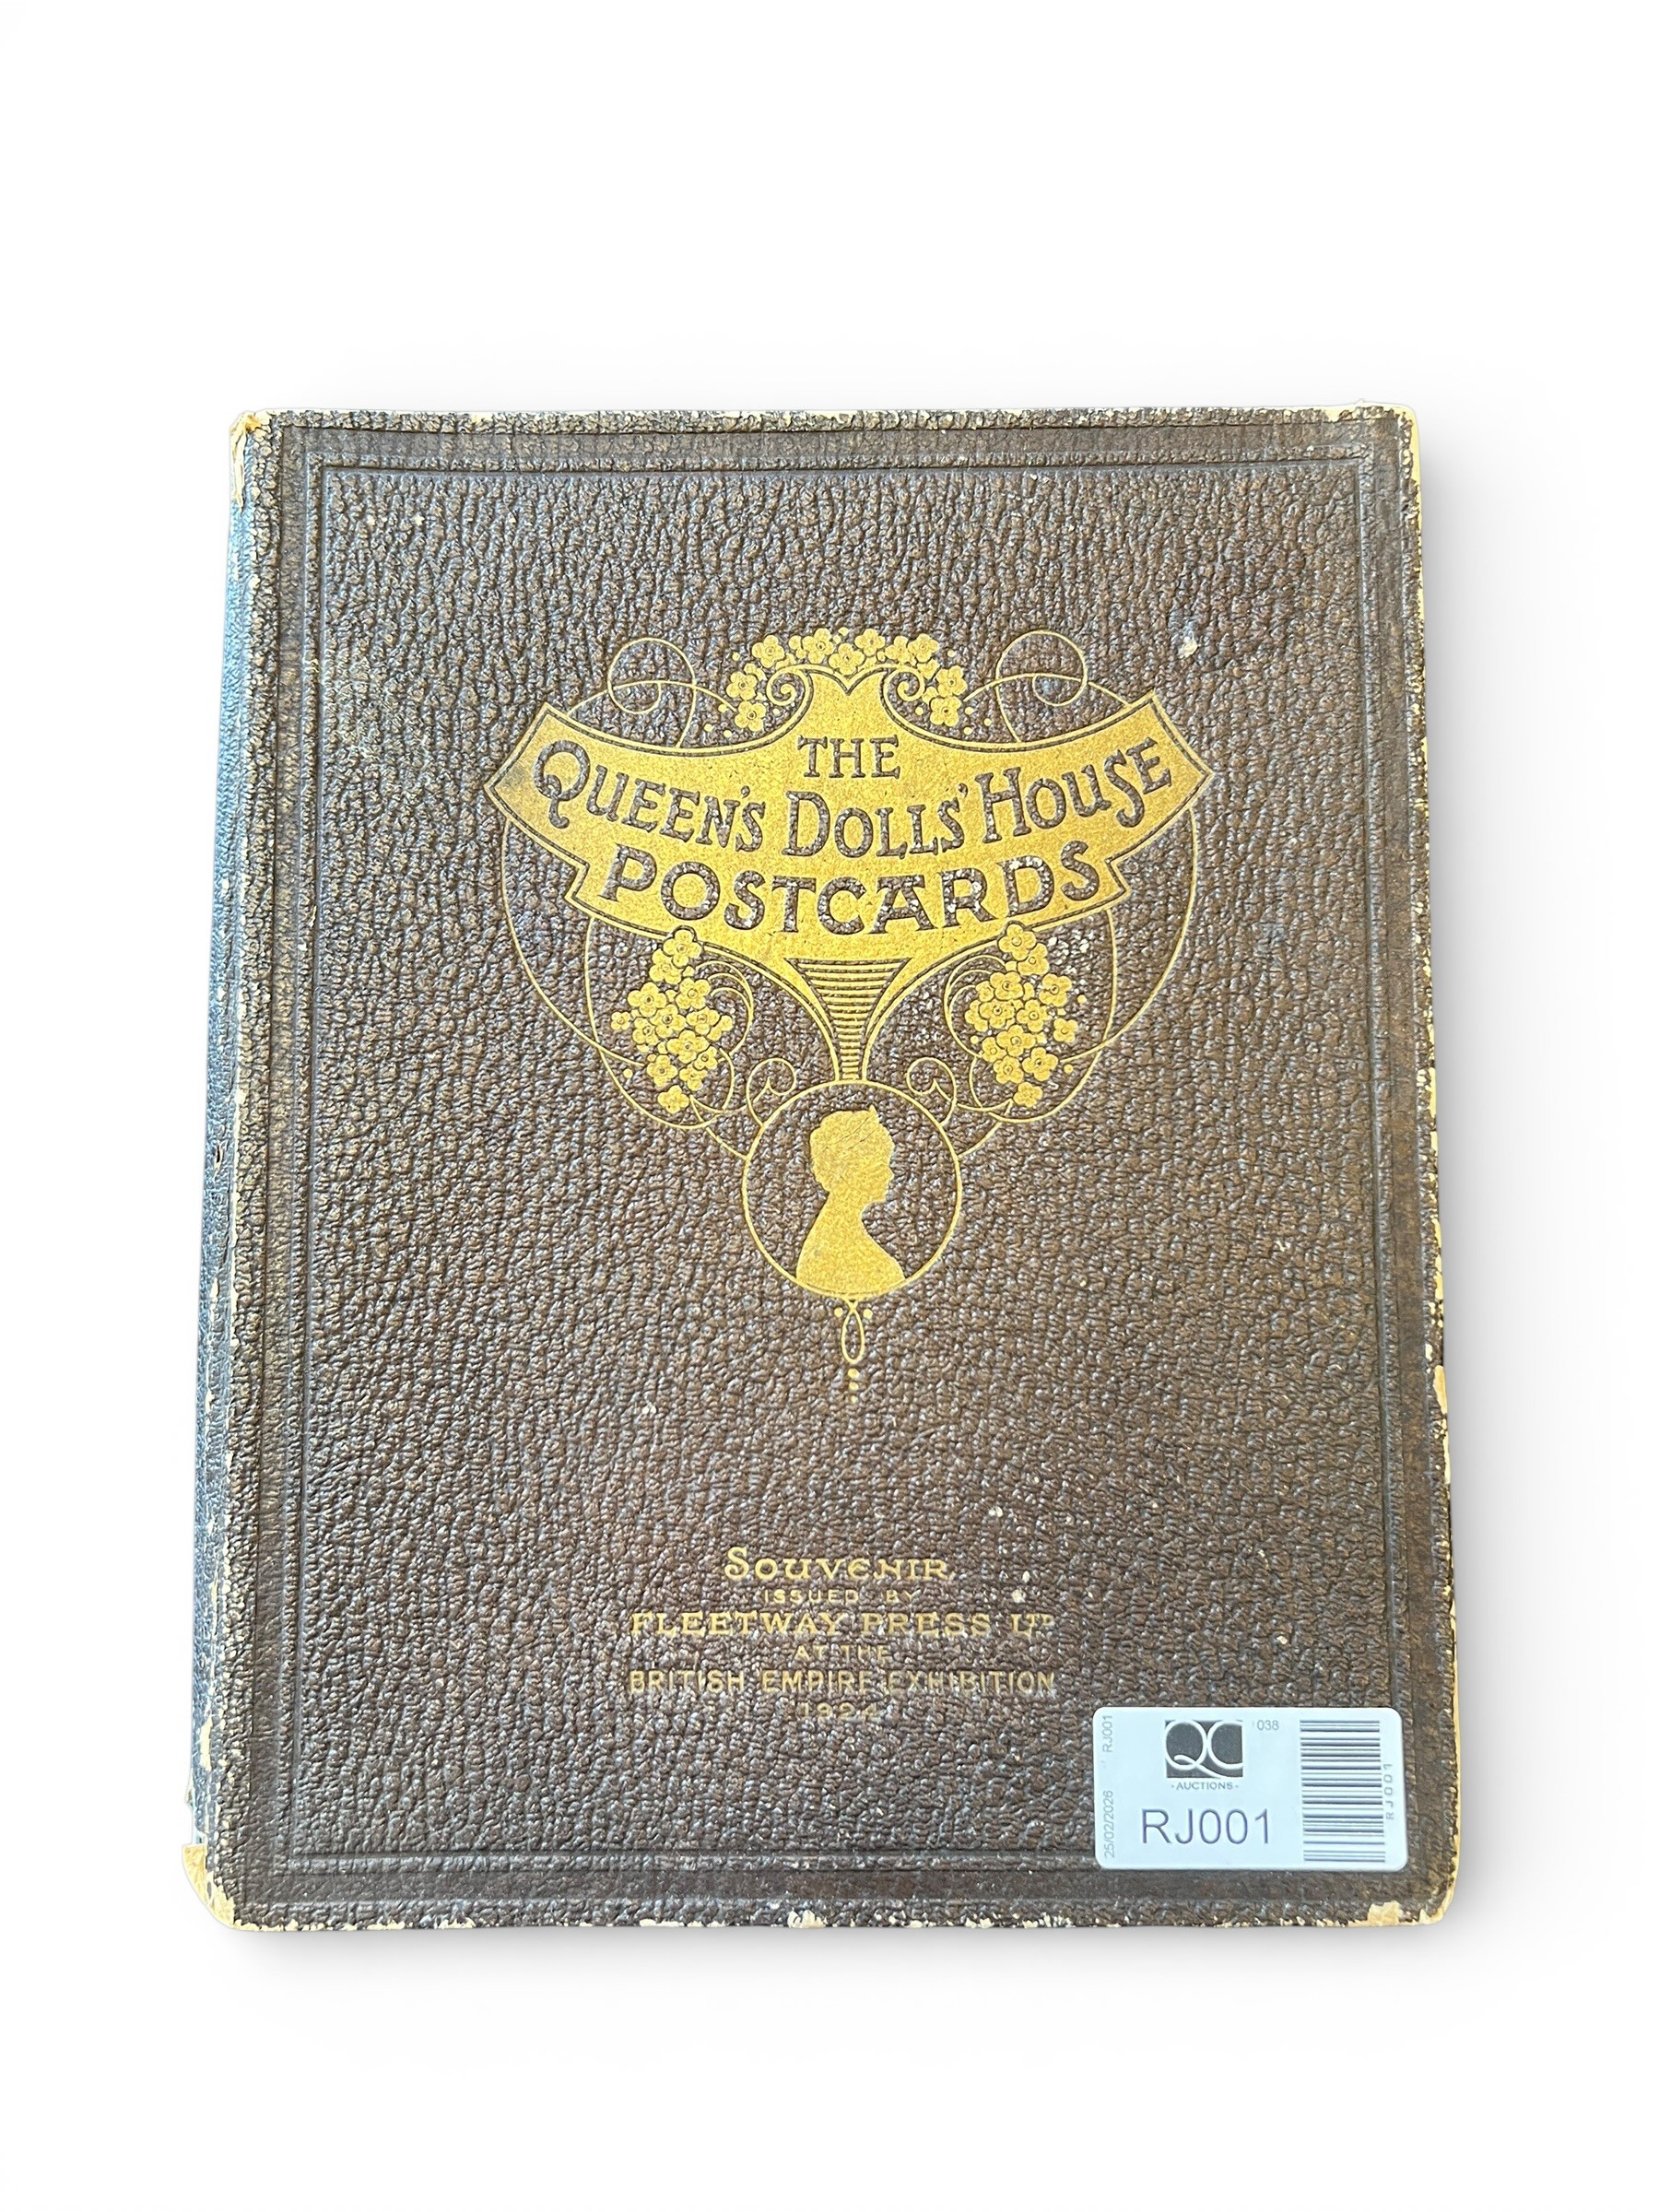 THE
QUEEN'S DOLLS' HOUSE
POSTCARDS
SOUVENIR
ISSUED BY
FLEETWAY PRESS LTD
AT THE
BRITISH EMPIRE EXHIBITION
1924
RJ001
25/02/2026
QC
038
- AUCTIONS -
RJ001
RJ001